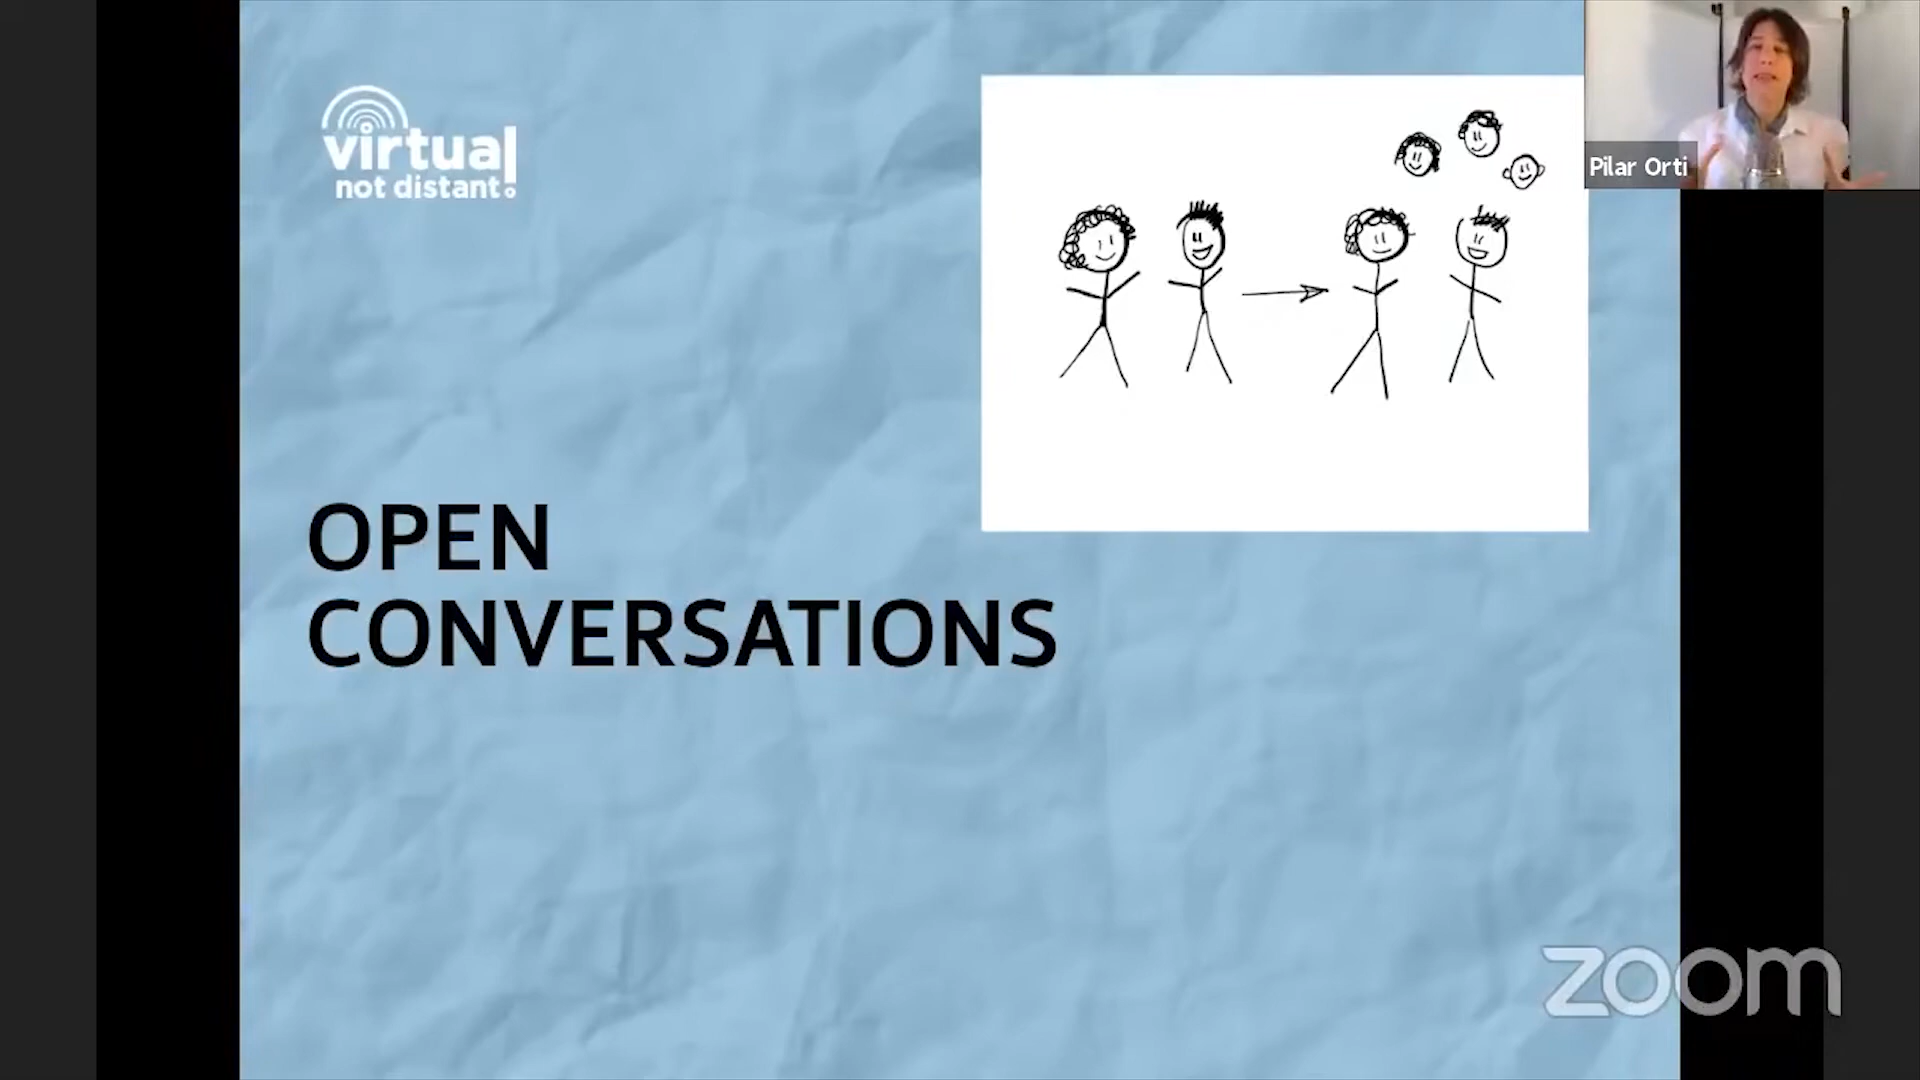 virtual
not distant.
Pilar Orti
OPEN
CONVERSATIONS
zoom